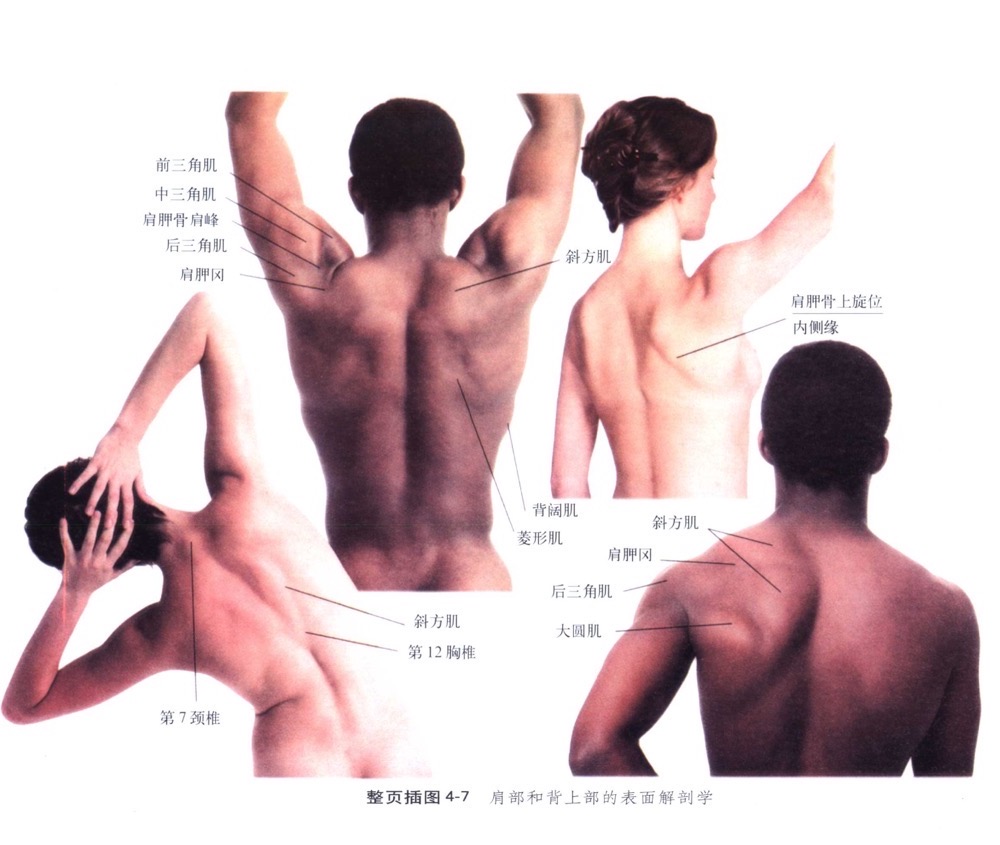 前三角肌
中三角肌
肩胛骨肩峰
后三角肌
肩胛冈
斜方肌
肩胛骨上旋位
内侧缘
背阔肌
菱形肌
斜方肌
第12胸椎
第7颈椎
斜方肌
肩胛冈
后三角肌
大圆肌
整页插图 4-7 肩部和背上部的表面解剖学